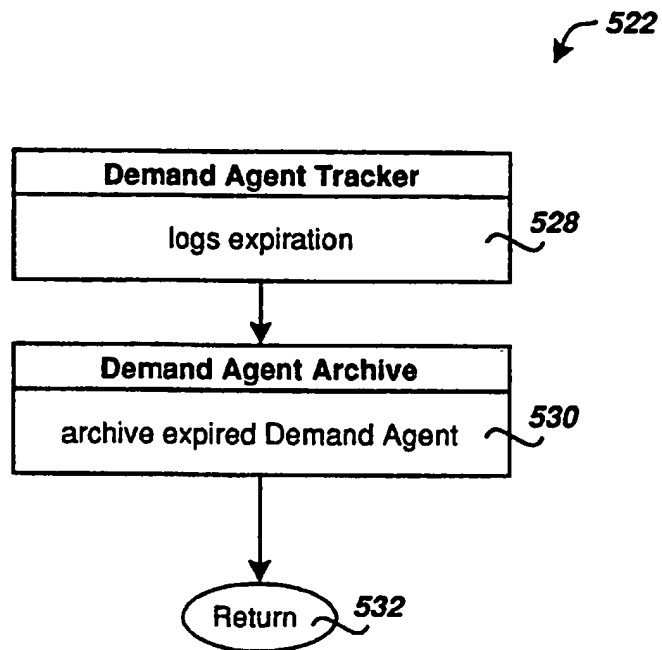 522
Demand Agent Tracker
logs expiration
528
Demand Agent Archive
archive expired Demand Agent
530
Return
532